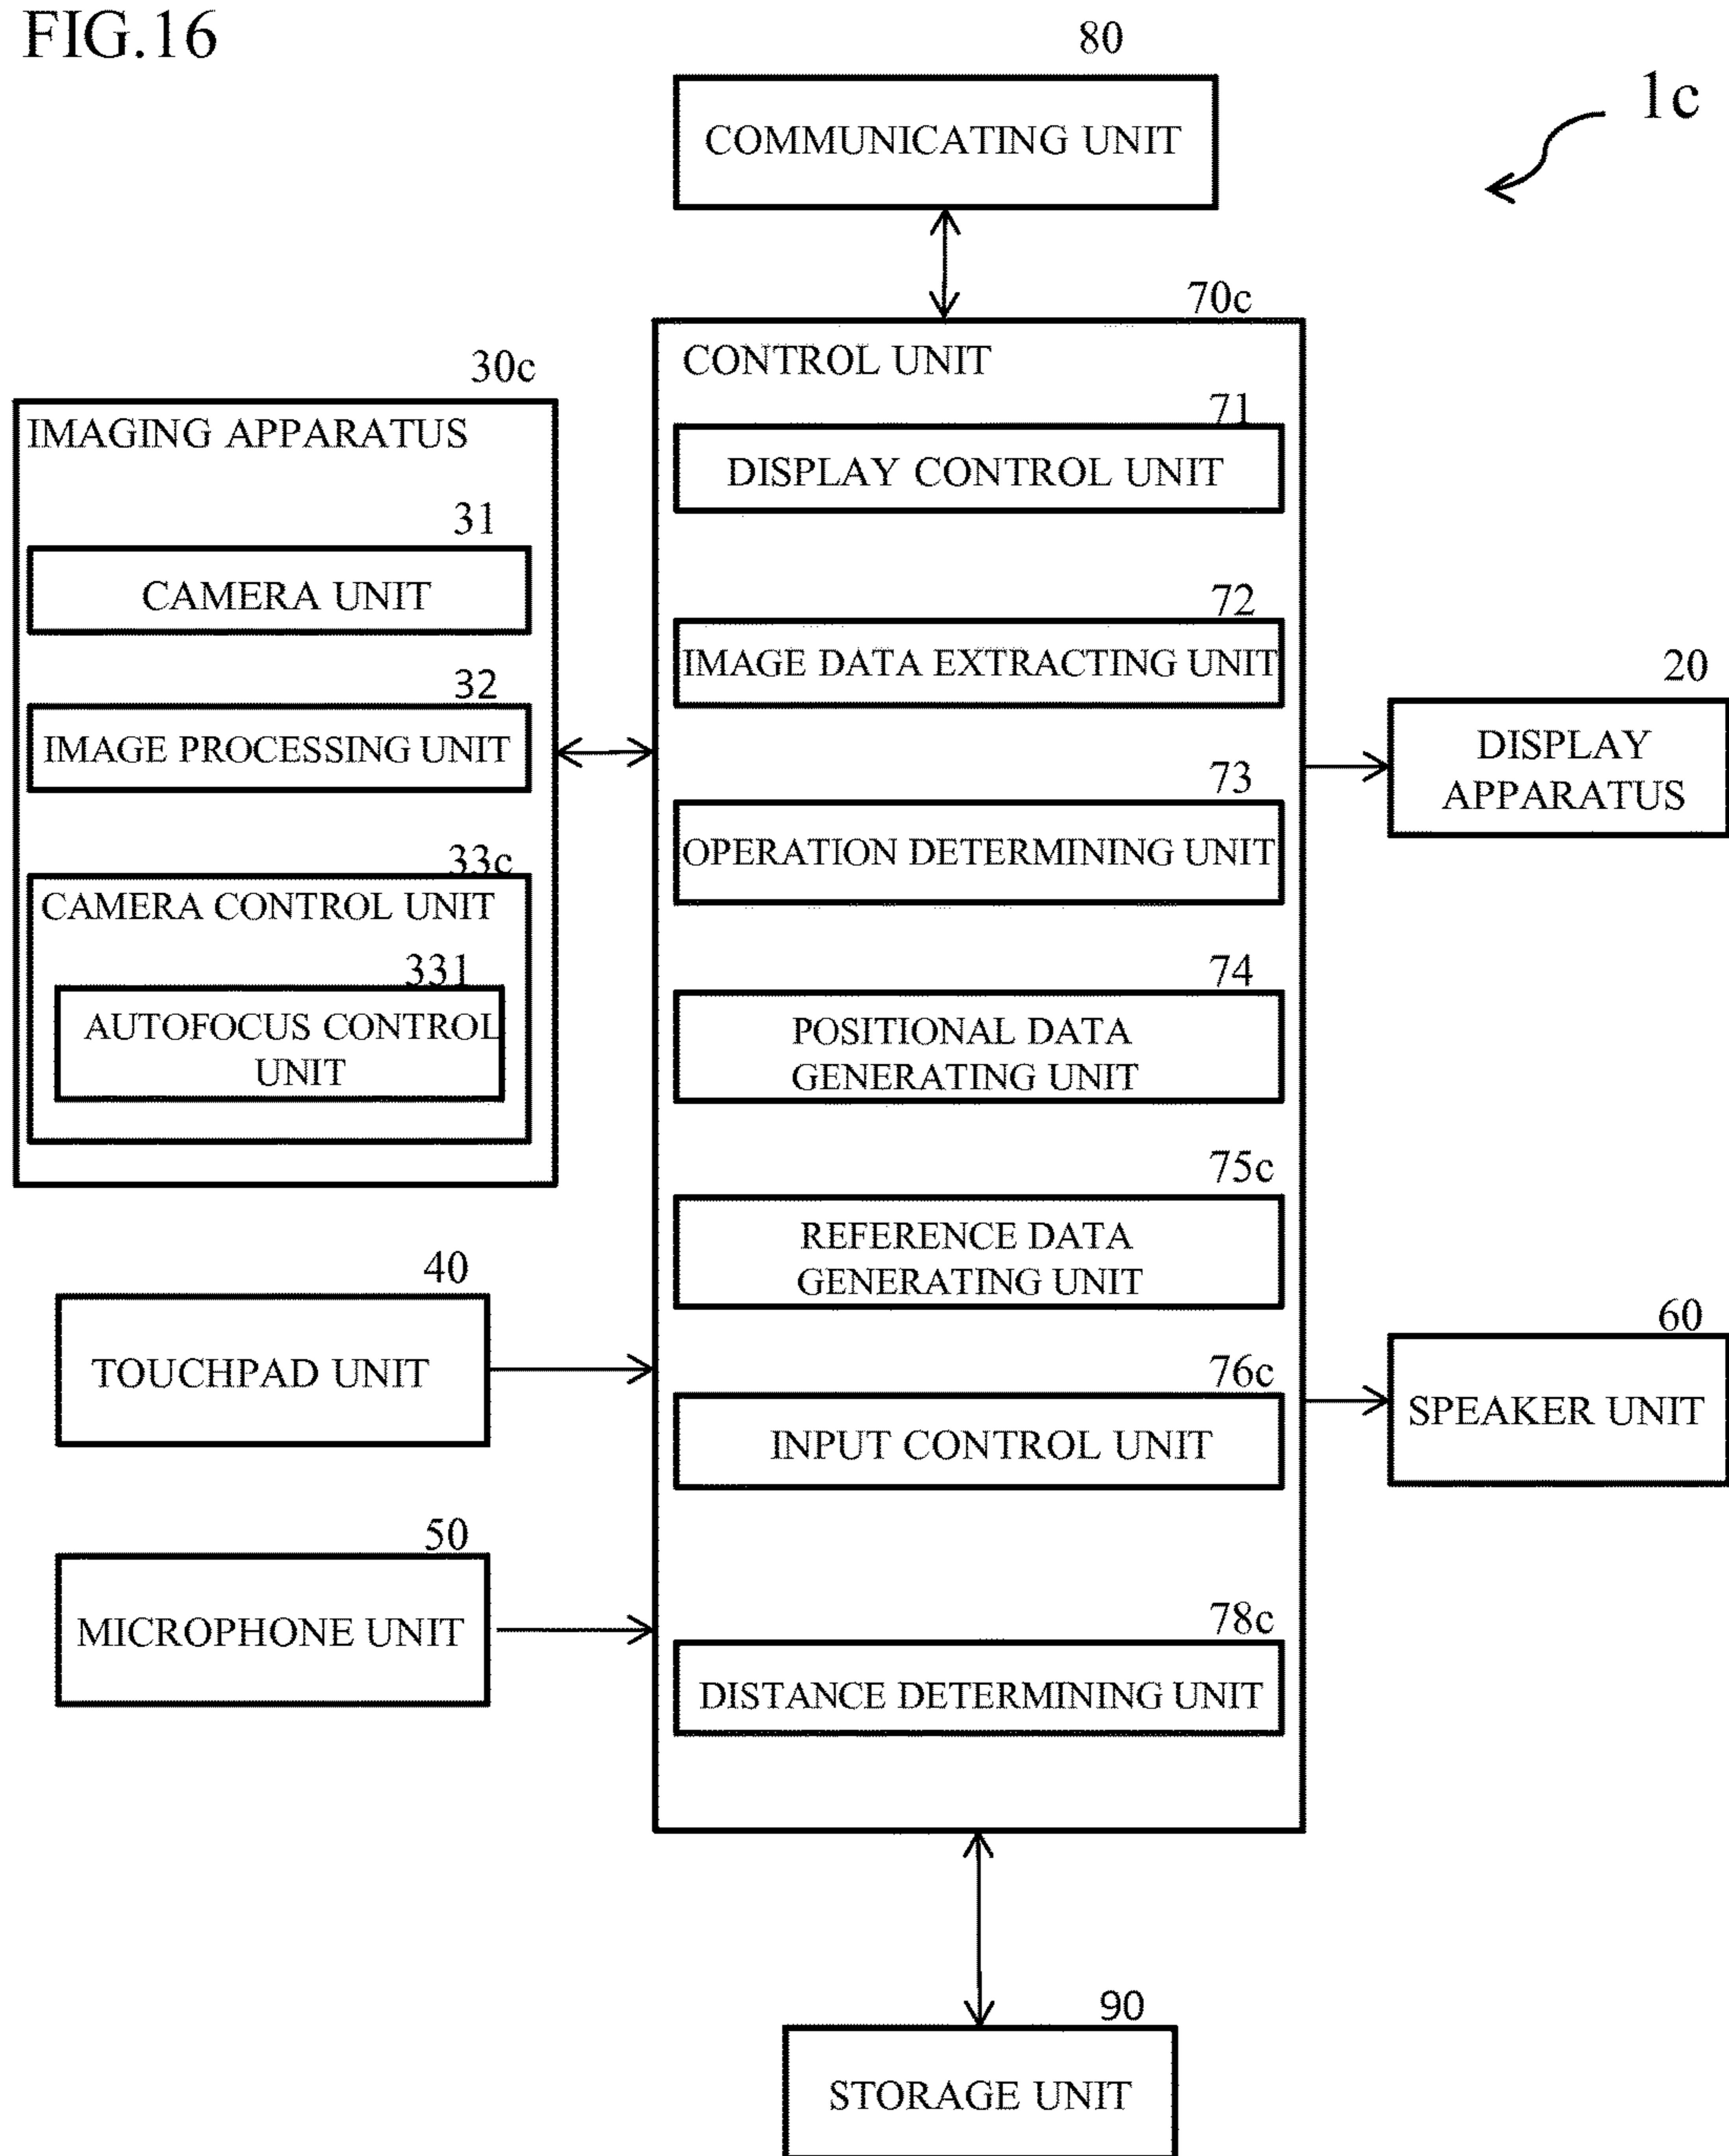 FIG.16
80
COMMUNICATING UNIT
1c
70c
CONTROL UNIT
30c
IMAGING APPARATUS
71
DISPLAY CONTROL UNIT
31
CAMERA UNIT
72
IMAGE DATA EXTRACTING UNIT
32
IMAGE PROCESSING UNIT
20
DISPLAY
APPARATUS
73
OPERATION DETERMINING UNIT
33c
CAMERA CONTROL UNIT
331
AUTOFOCUS CONTROL
UNIT
74
POSITIONAL DATA
GENERATING UNIT
75c
REFERENCE DATA
GENERATING UNIT
40
TOUCHPAD UNIT
76c
INPUT CONTROL UNIT
60
SPEAKER UNIT
50
MICROPHONE UNIT
78c
DISTANCE DETERMINING UNIT
90
STORAGE UNIT